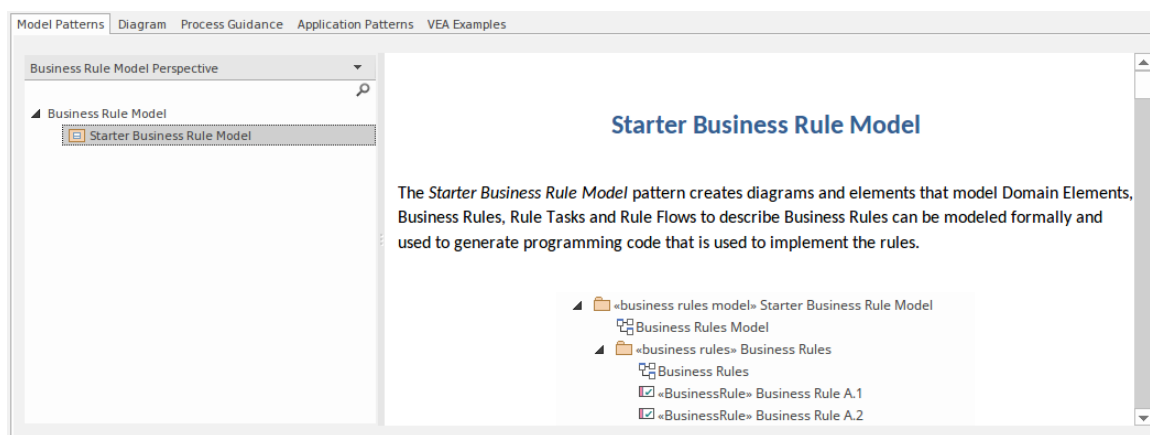 Model Patterns Diagram Process Guidance Application Patterns VEA Examples
Business Rule Model Perspective
Business Rule Model
Starter Business Rule Model
Starter Business Rule Model
The Starter Business Rule Model pattern creates diagrams and elements that model Domain Elements,
Business Rules, Rule Tasks and Rule Flows to describe Business Rules can be modeled formally and
used to generate programming code that is used to implement the rules.
«business rules model» Starter Business Rule Model
Business Rules Model
«business rules» Business Rules
Business Rules
«BusinessRule» Business Rule A.1
«BusinessRule» Business Rule A.2